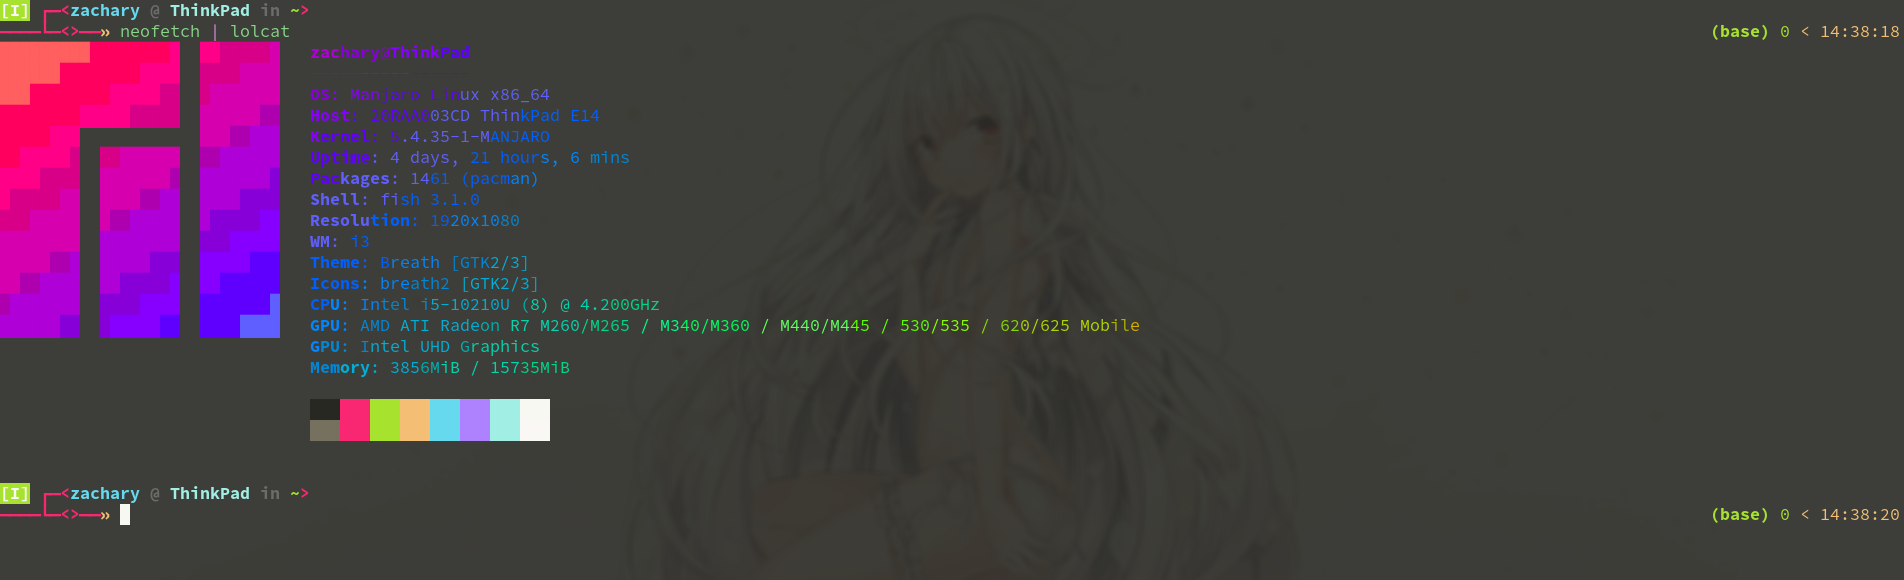 [I] ┌─<zachary @ ThinkPad in ~>
────└─<>──» neofetch | lolcat (base) 0 < 14:38:18
zachary@ThinkPad
OS: Manjaro Linux x86_64
Host: 20RAA003CD ThinkPad E14
Kernel: 5.4.35-1-MANJARO
Uptime: 4 days, 21 hours, 6 mins
Packages: 1461 (pacman)
Shell: fish 3.1.0
Resolution: 1920x1080
WM: i3
Theme: Breath [GTK2/3]
Icons: breath2 [GTK2/3]
CPU: Intel i5-10210U (8) @ 4.200GHz
GPU: AMD ATI Radeon R7 M260/M265 / M340/M360 / M440/M445 / 530/535 / 620/625 Mobile
GPU: Intel UHD Graphics
Memory: 3856MiB / 15735MiB
[I] ┌─<zachary @ ThinkPad in ~>
────└─<>──» (base) 0 < 14:38:20